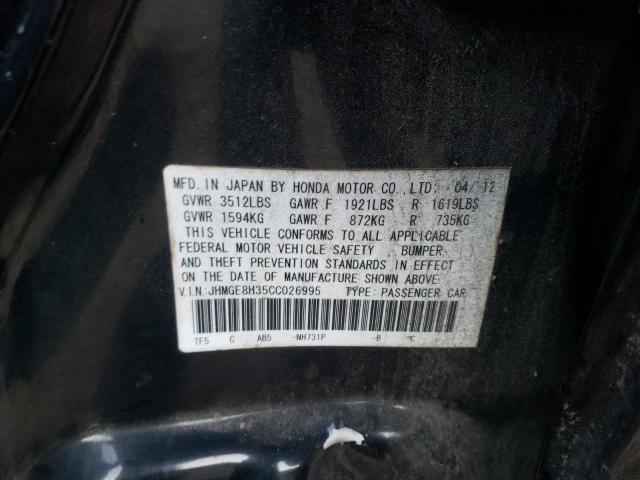 MFD. IN JAPAN BY HONDA MOTOR CO., LTD. 04/12
GVWR 3512LBS GAWR F 1921LBS R 1619LBS
GVWR 1594KG GAWR F 872KG R 735KG
THIS VEHICLE CONFORMS TO ALL APPLICABLE
FEDERAL MOTOR VEHICLE SAFETY, BUMPER,
AND THEFT PREVENTION STANDARDS IN EFFECT
ON THE DATE OF MANUFACTURE SHOWN ABOVE.
V.I.N.: JHMGE8H35CC026995 TYPE: PASSENGER CAR
TF5 C AB5 -NH731P -B -C